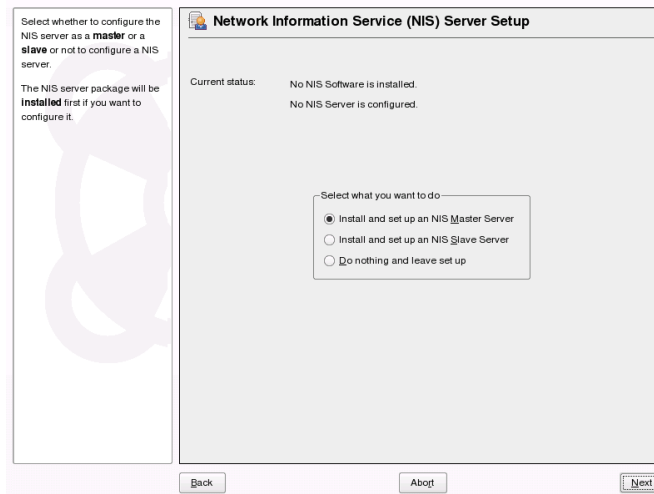 Select whether to configure the
NIS server as a master or a
slave or not to configure a NIS
server.
The NIS server package will be
installed first if you want to
configure it.
Network Information Service (NIS) Server Setup
Current status:
No NIS Software is installed.
No NIS Server is configured.
Select what you want to do
Install and set up an NIS Master Server
Install and set up an NIS Slave Server
Do nothing and leave set up
Back
Abort
Next